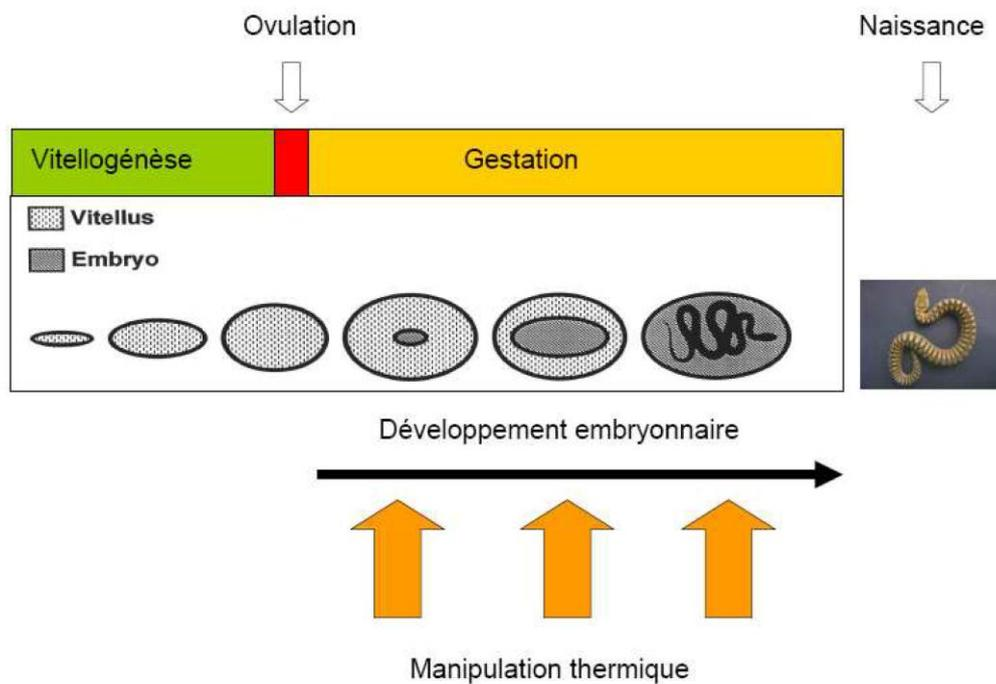 Ovulation
Naissance
Vitellogénèse
Gestation
Vitellus
Embryo
Développement embryonnaire
Manipulation thermique